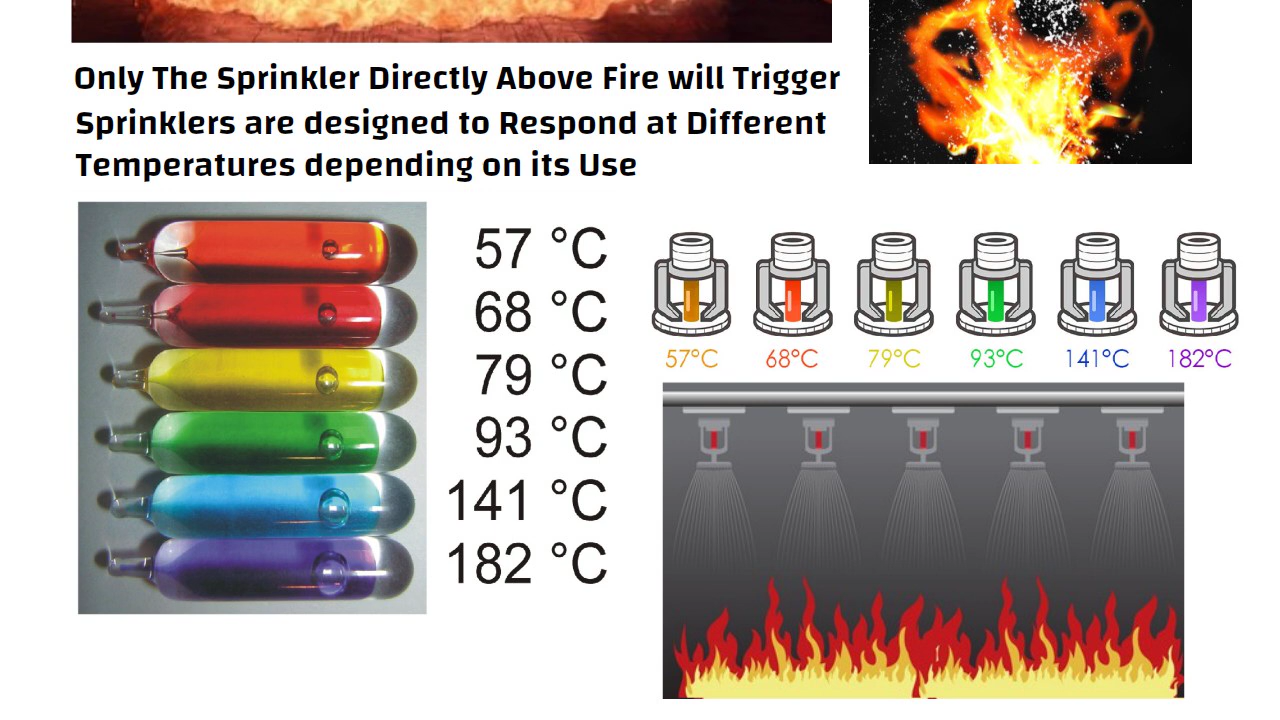 Only The Sprinkler Directly Above Fire will Trigger
Sprinklers are designed to Respond at Different
Temperatures depending on its Use
57 °C
68 °C
79 °C
93 °C
141 °C
182 °C
57°C 68°C 79°C 93°C 141°C 182°C